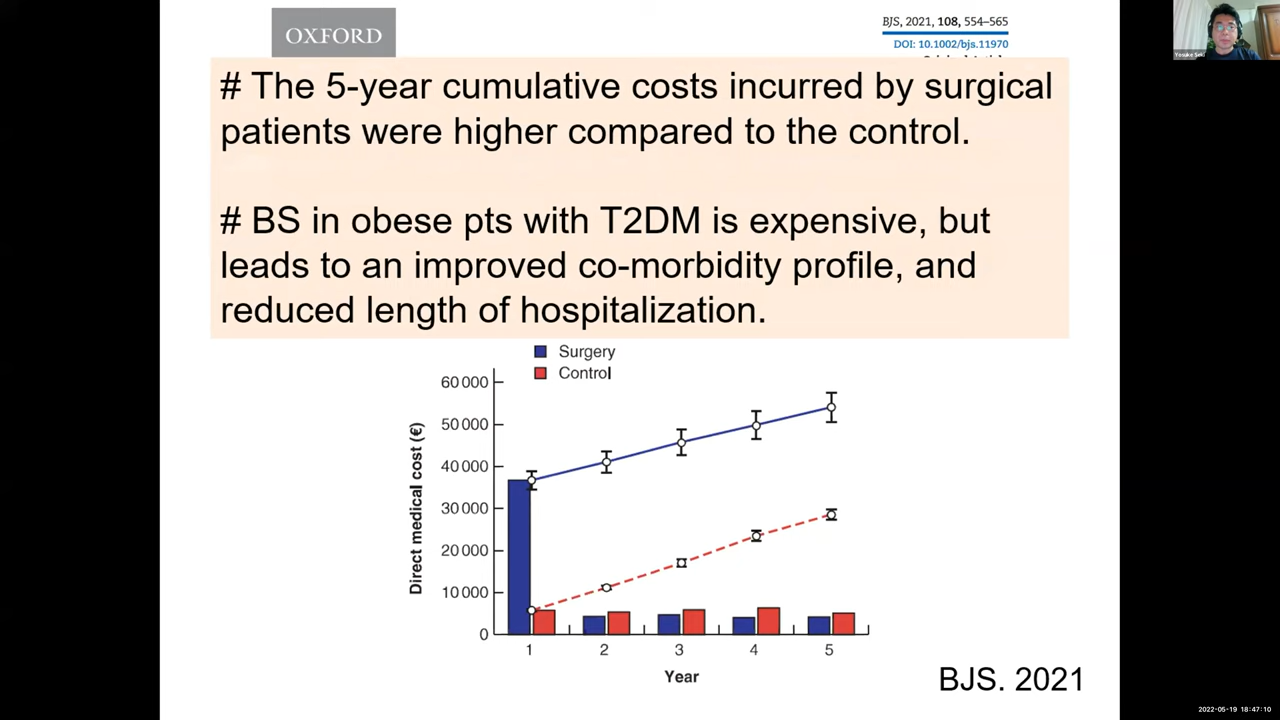 OXFORD
BJS, 2021, 108, 554–565
DOI: 10.1002/bjs.11970
# The 5-year cumulative costs incurred by surgical
patients were higher compared to the control.
# BS in obese pts with T2DM is expensive, but
leads to an improved co-morbidity profile, and
reduced length of hospitalization.
Surgery
Control
60 000
50 000
40 000
30 000
20 000
10 000
0
Direct medical cost (€)
1 2 3 4 5
Year
BJS. 2021
Yosuke Seki
2022-05-19 18:47:10